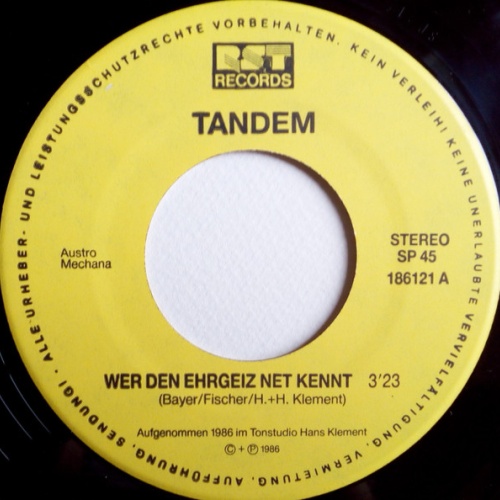 ALLE URHEBER- UND LEISTUNGSSCHUTZRECHTE VORBEHALTEN. KEIN VERLEIH! KEINE UNERLAUBTE VERVIELFÄLTIGUNG, VERMIETUNG, AUFFÜHRUNG, SENDUNG! -
RST
RECORDS
TANDEM
Austro
Mechana
STEREO
SP 45
186121 A
WER DEN EHRGEIZ NET KENNT 3'23
(Bayer/Fischer/H.+H. Klement)
Aufgenommen 1986 im Tonstudio Hans Klement
© + ℗ 1986